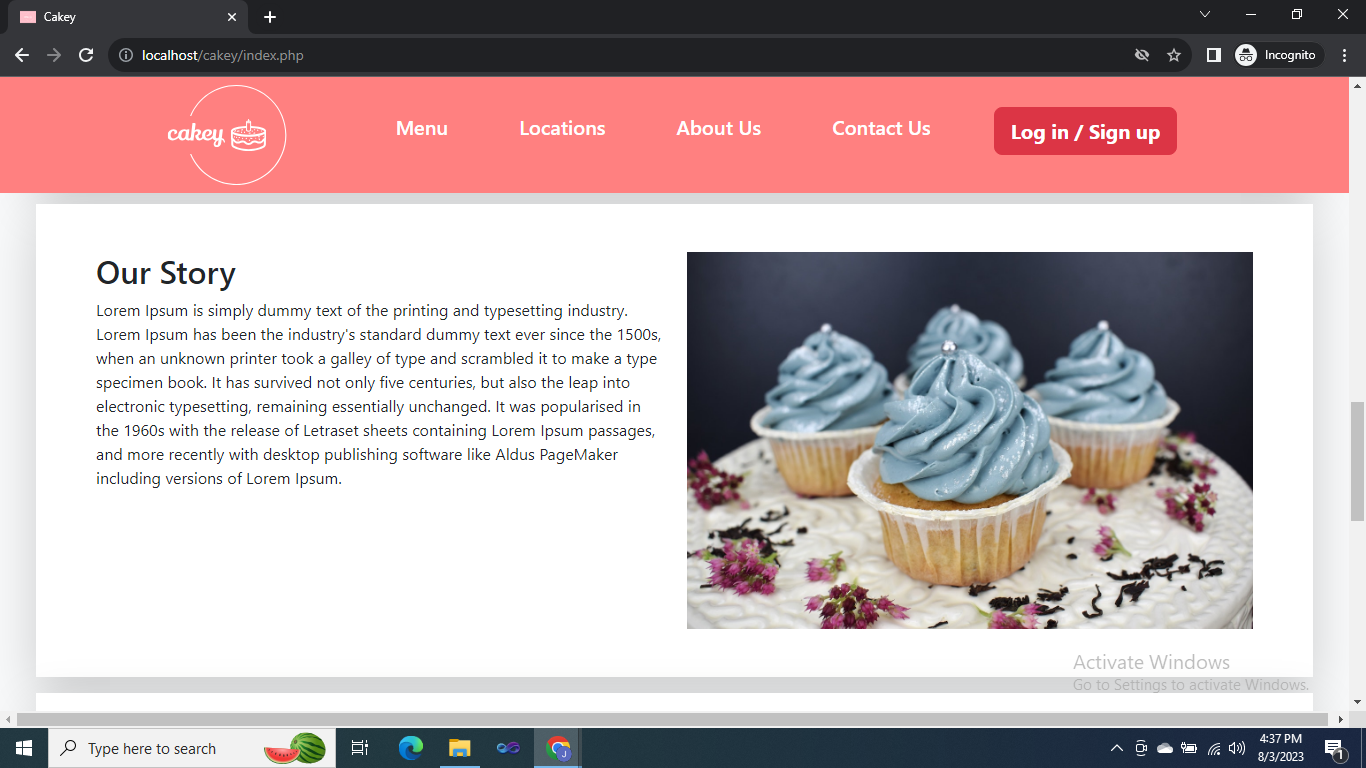 Cakey
localhost/cakey/index.php
Incognito
cakey
Menu
Locations
About Us
Contact Us
Log in / Sign up
Our Story
Lorem Ipsum is simply dummy text of the printing and typesetting industry.
Lorem Ipsum has been the industry's standard dummy text ever since the 1500s,
when an unknown printer took a galley of type and scrambled it to make a type
specimen book. It has survived not only five centuries, but also the leap into
electronic typesetting, remaining essentially unchanged. It was popularised in
the 1960s with the release of Letraset sheets containing Lorem Ipsum passages,
and more recently with desktop publishing software like Aldus PageMaker
including versions of Lorem Ipsum.
Activate Windows
Go to Settings to activate Windows.
Type here to search
J
4:37 PM
8/3/2023
1